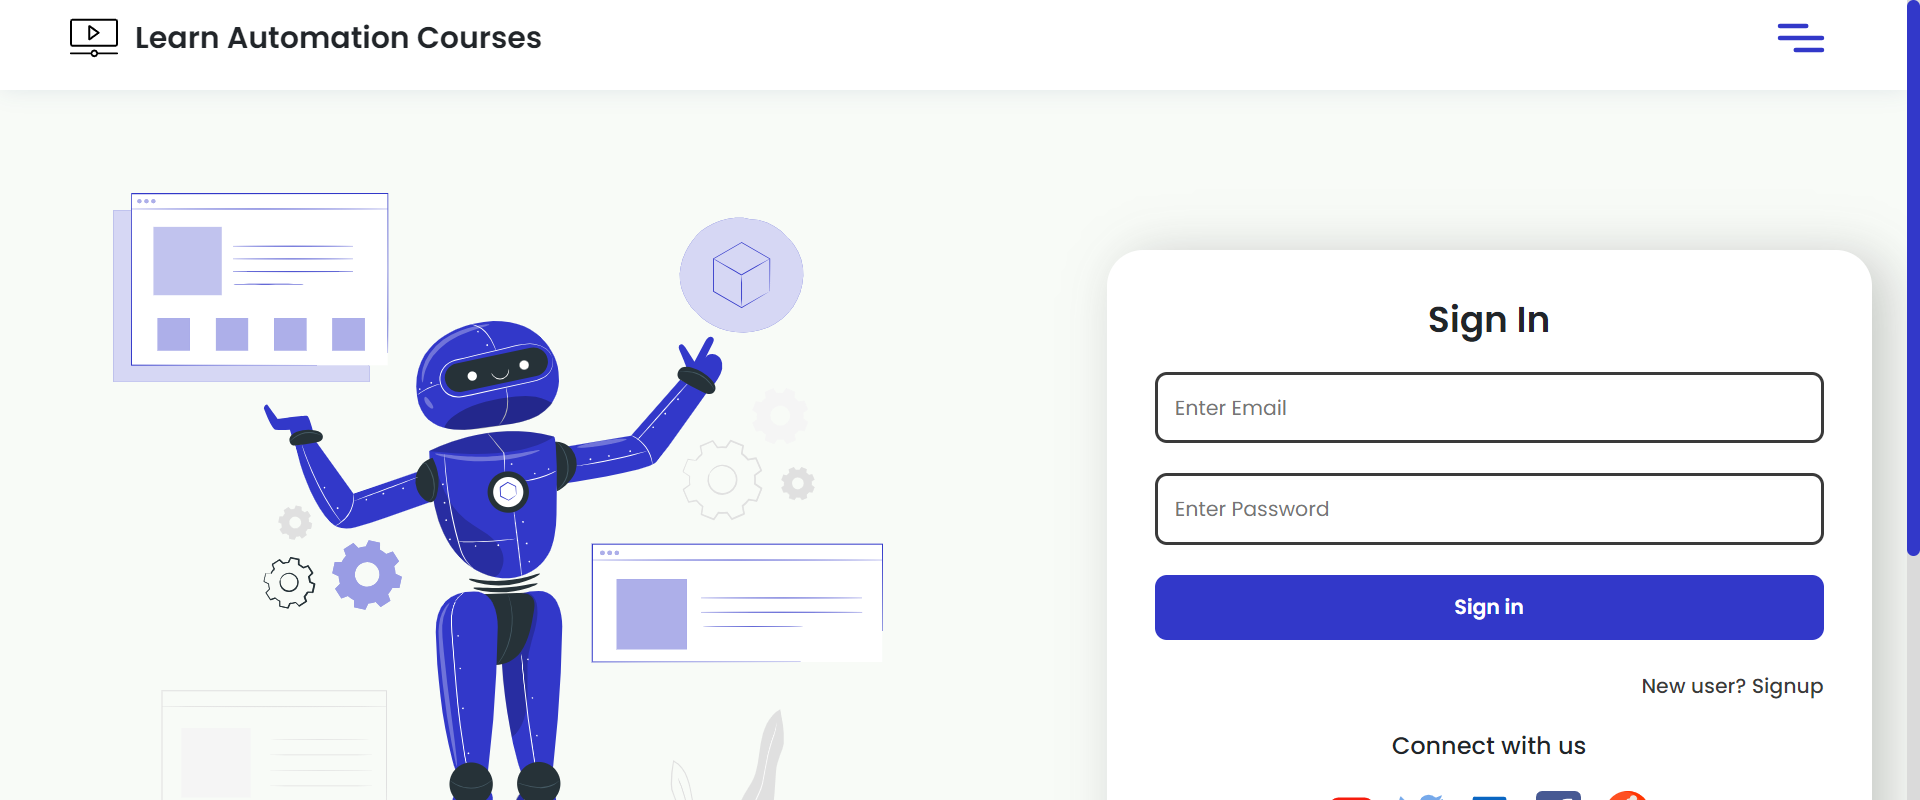 Learn Automation Courses
Sign In
Enter Email
Enter Password
Sign in
New user? Signup
Connect with us